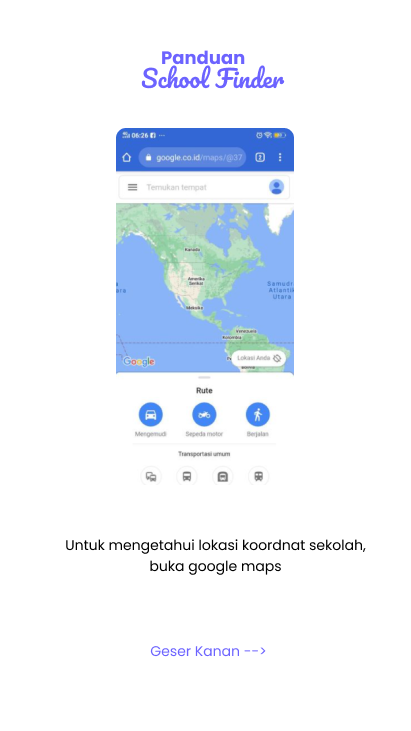 Panduan
School Finder
06:26
google.co.id/maps/@37
2
Temukan tempat
Kanada
Amerika
Serikat
Samudra
Atlantik
Utara
Meksiko
Venezuela
Kolombia
Google
Lokasi Anda
Rute
Mengemudi
Sepeda motor
Berjalan
Transportasi umum
Untuk mengetahui lokasi koordnat sekolah,
buka google maps
Geser Kanan -->